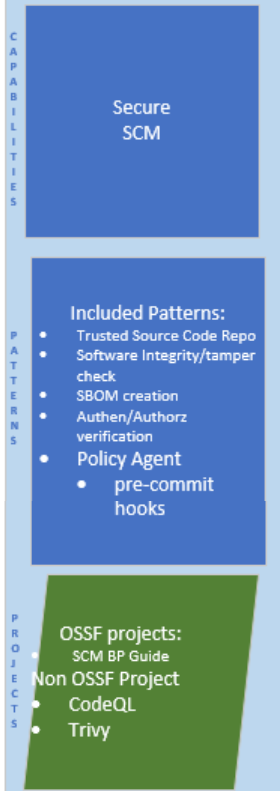 CAPABILITIES
Secure
SCM
PATTERNS
Included Patterns:
• Trusted Source Code Repo
• Software Integrity/tamper
check
• SBOM creation
• Authen/Authorz
verification
• Policy Agent
• pre-commit
hooks
PROJECTS
OSSF projects:
• SCM BP Guide
Non OSSF Project
• CodeQL
• Trivy